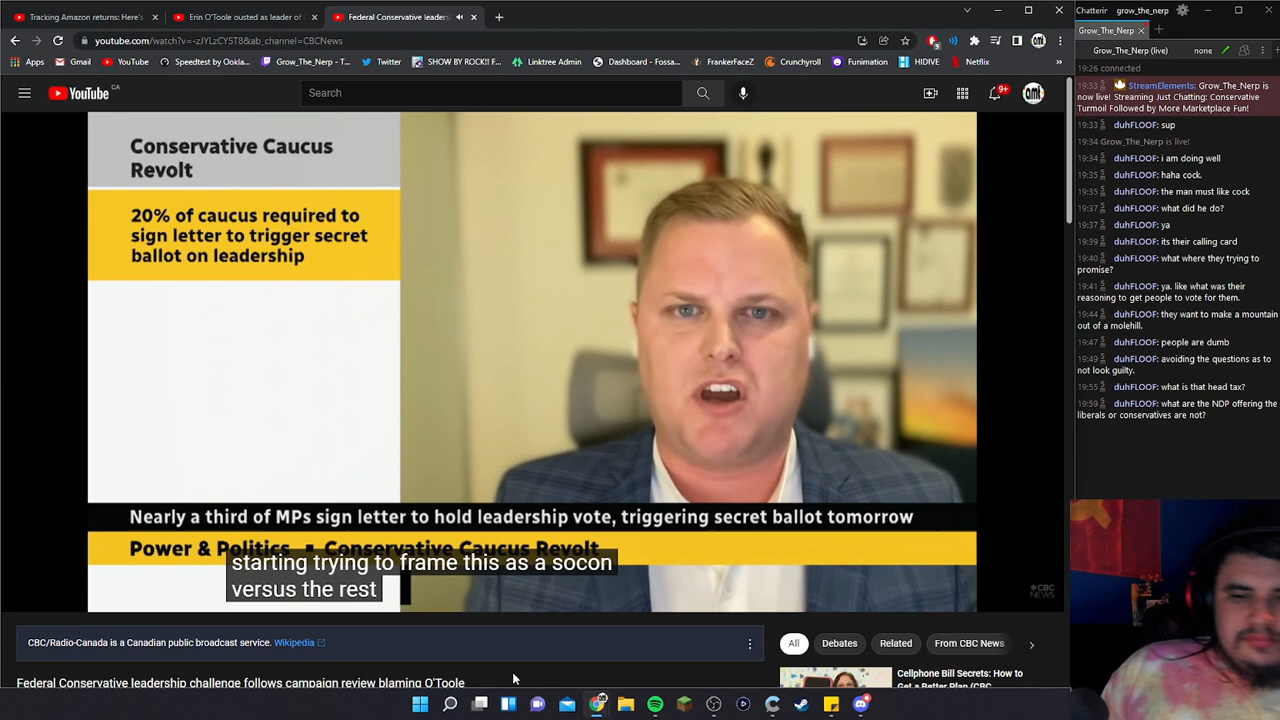 Tracking Amazon returns: Here's
Erin O'Toole ousted as leader of
Federal Conservative leaders
youtube.com/watch?v=-zJYLzCY5T8&ab_channel=CBCNews
Apps
Gmail
YouTube
Speedtest by Ookla...
Grow_The_Nerp - T...
Twitter
SHOW BY ROCK!! F...
Linktree Admin
Dashboard - Fossa...
FrankerFaceZ
Crunchyroll
Funimation
HIDIVE
Netflix
YouTube CA
Search
9+
Conservative Caucus
Revolt
20% of caucus required to
sign letter to trigger secret
ballot on leadership
Nearly a third of MPs sign letter to hold leadership vote, triggering secret ballot tomorrow
Power & Politics ▪ Conservative Caucus Revolt
starting trying to frame this as a socon
versus the rest
CBC
NEWS
CBC/Radio-Canada is a Canadian public broadcast service. Wikipedia
All
Debates
Related
From CBC News
Federal Conservative leadership challenge follows campaign review blaming O'Toole
Cellphone Bill Secrets: How to
Get a Better Plan (CBC
Chatterir
grow_the_nerp
Grow_The_Nerp
Grow_The_Nerp (live)
none
19:26 connected
19:33 StreamElements: Grow_The_Nerp is
now live! Streaming Just Chatting: Conservative
Turmoil Followed by More Marketplace Fun!
19:33 duhFLOOF: sup
19:34 Grow_The_Nerp is live!
19:34 duhFLOOF: i am doing well
19:35 duhFLOOF: haha cock.
19:35 duhFLOOF: the man must like cock
19:37 duhFLOOF: what did he do?
19:37 duhFLOOF: ya
19:39 duhFLOOF: its their calling card
19:40 duhFLOOF: what where they trying to
promise?
19:41 duhFLOOF: ya. like what was their
reasoning to get people to vote for them.
19:44 duhFLOOF: they want to make a mountain
out of a molehill.
19:47 duhFLOOF: people are dumb
19:49 duhFLOOF: avoiding the questions as to
not look guilty.
19:55 duhFLOOF: what is that head tax?
19:59 duhFLOOF: what are the NDP offering the
liberals or conservatives are not?